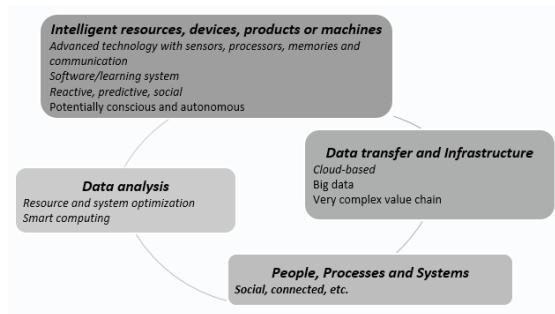 Intelligent resources, devices, products or machines
Advanced technology with sensors, processors, memories and
communication
Software/learning system
Reactive, predictive, social
Potentially conscious and autonomous
Data transfer and Infrastructure
Cloud-based
Big data
Very complex value chain
Data analysis
Resource and system optimization
Smart computing
People, Processes and Systems
Social, connected, etc.